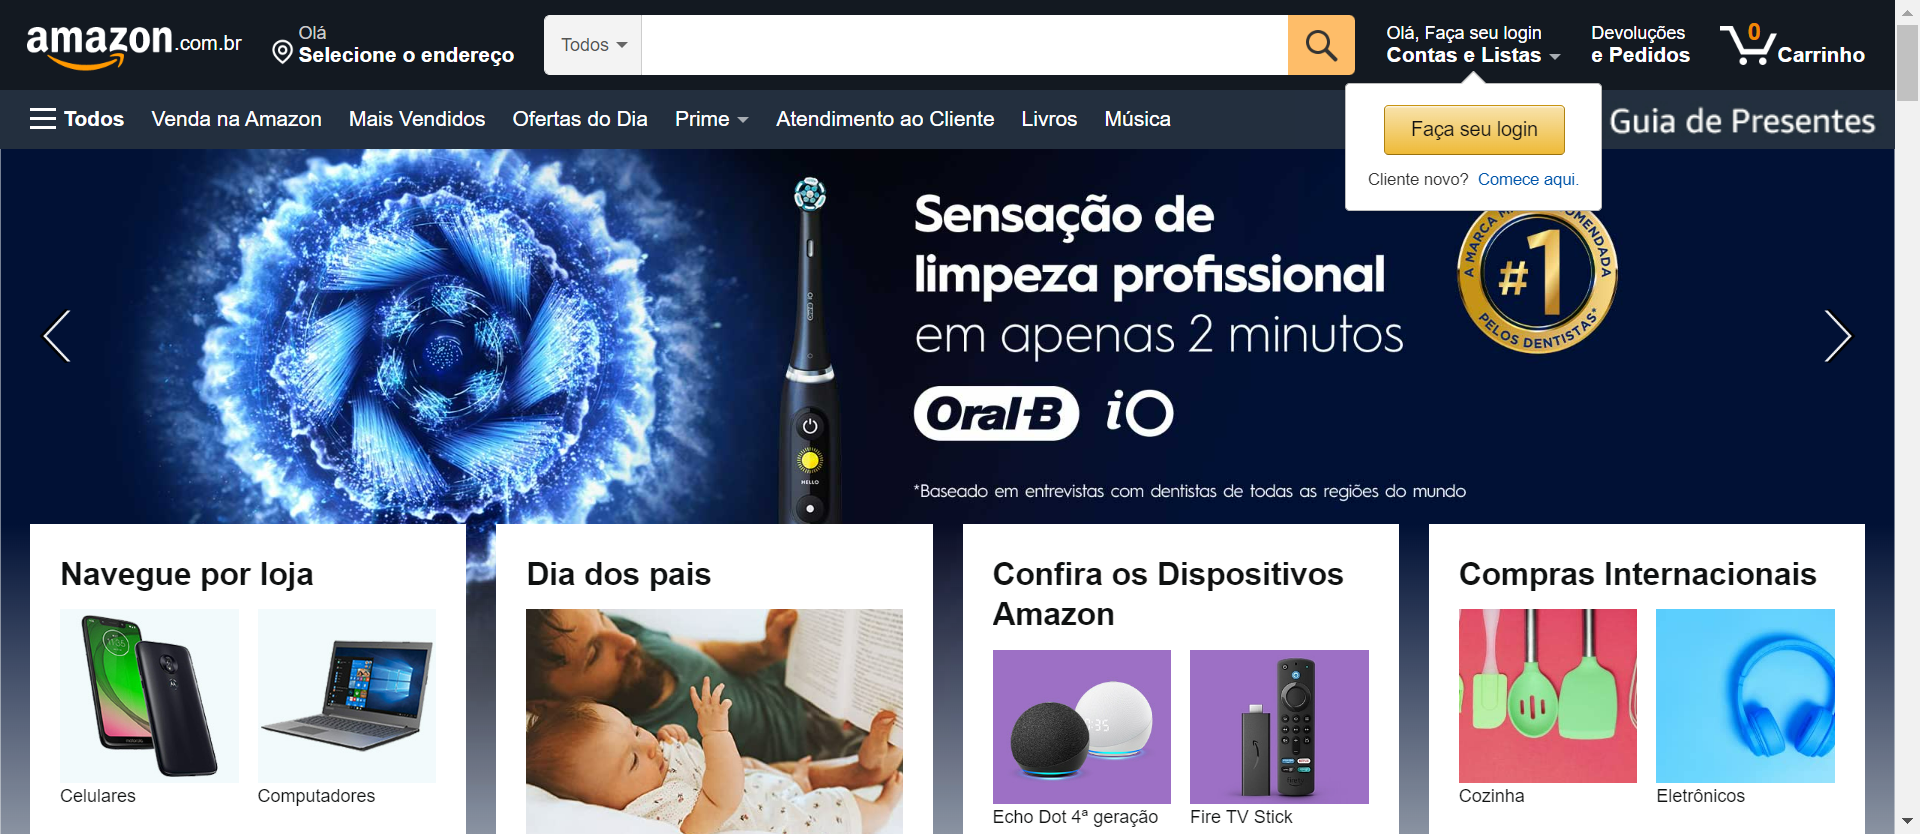 amazon.com.br
Olá
Selecione o endereço
Todos
Olá, Faça seu login
Contas e Listas
Devoluções
e Pedidos
0
Carrinho
Todos
Venda na Amazon
Mais Vendidos
Ofertas do Dia
Prime
Atendimento ao Cliente
Livros
Música
Guia de Presentes
Faça seu login
Cliente novo? Comece aqui.
Sensação de
limpeza profissional
em apenas 2 minutos
#1
PELOS DENTISTAS*
A MARCA
Oral-B iO
HELLO
*Baseado em entrevistas com dentistas de todas as regiões do mundo
Navegue por loja
Dia dos pais
Confira os Dispositivos
Amazon
Compras Internacionais
Celulares
Computadores
Echo Dot 4ª geração
Fire TV Stick
Cozinha
Eletrônicos